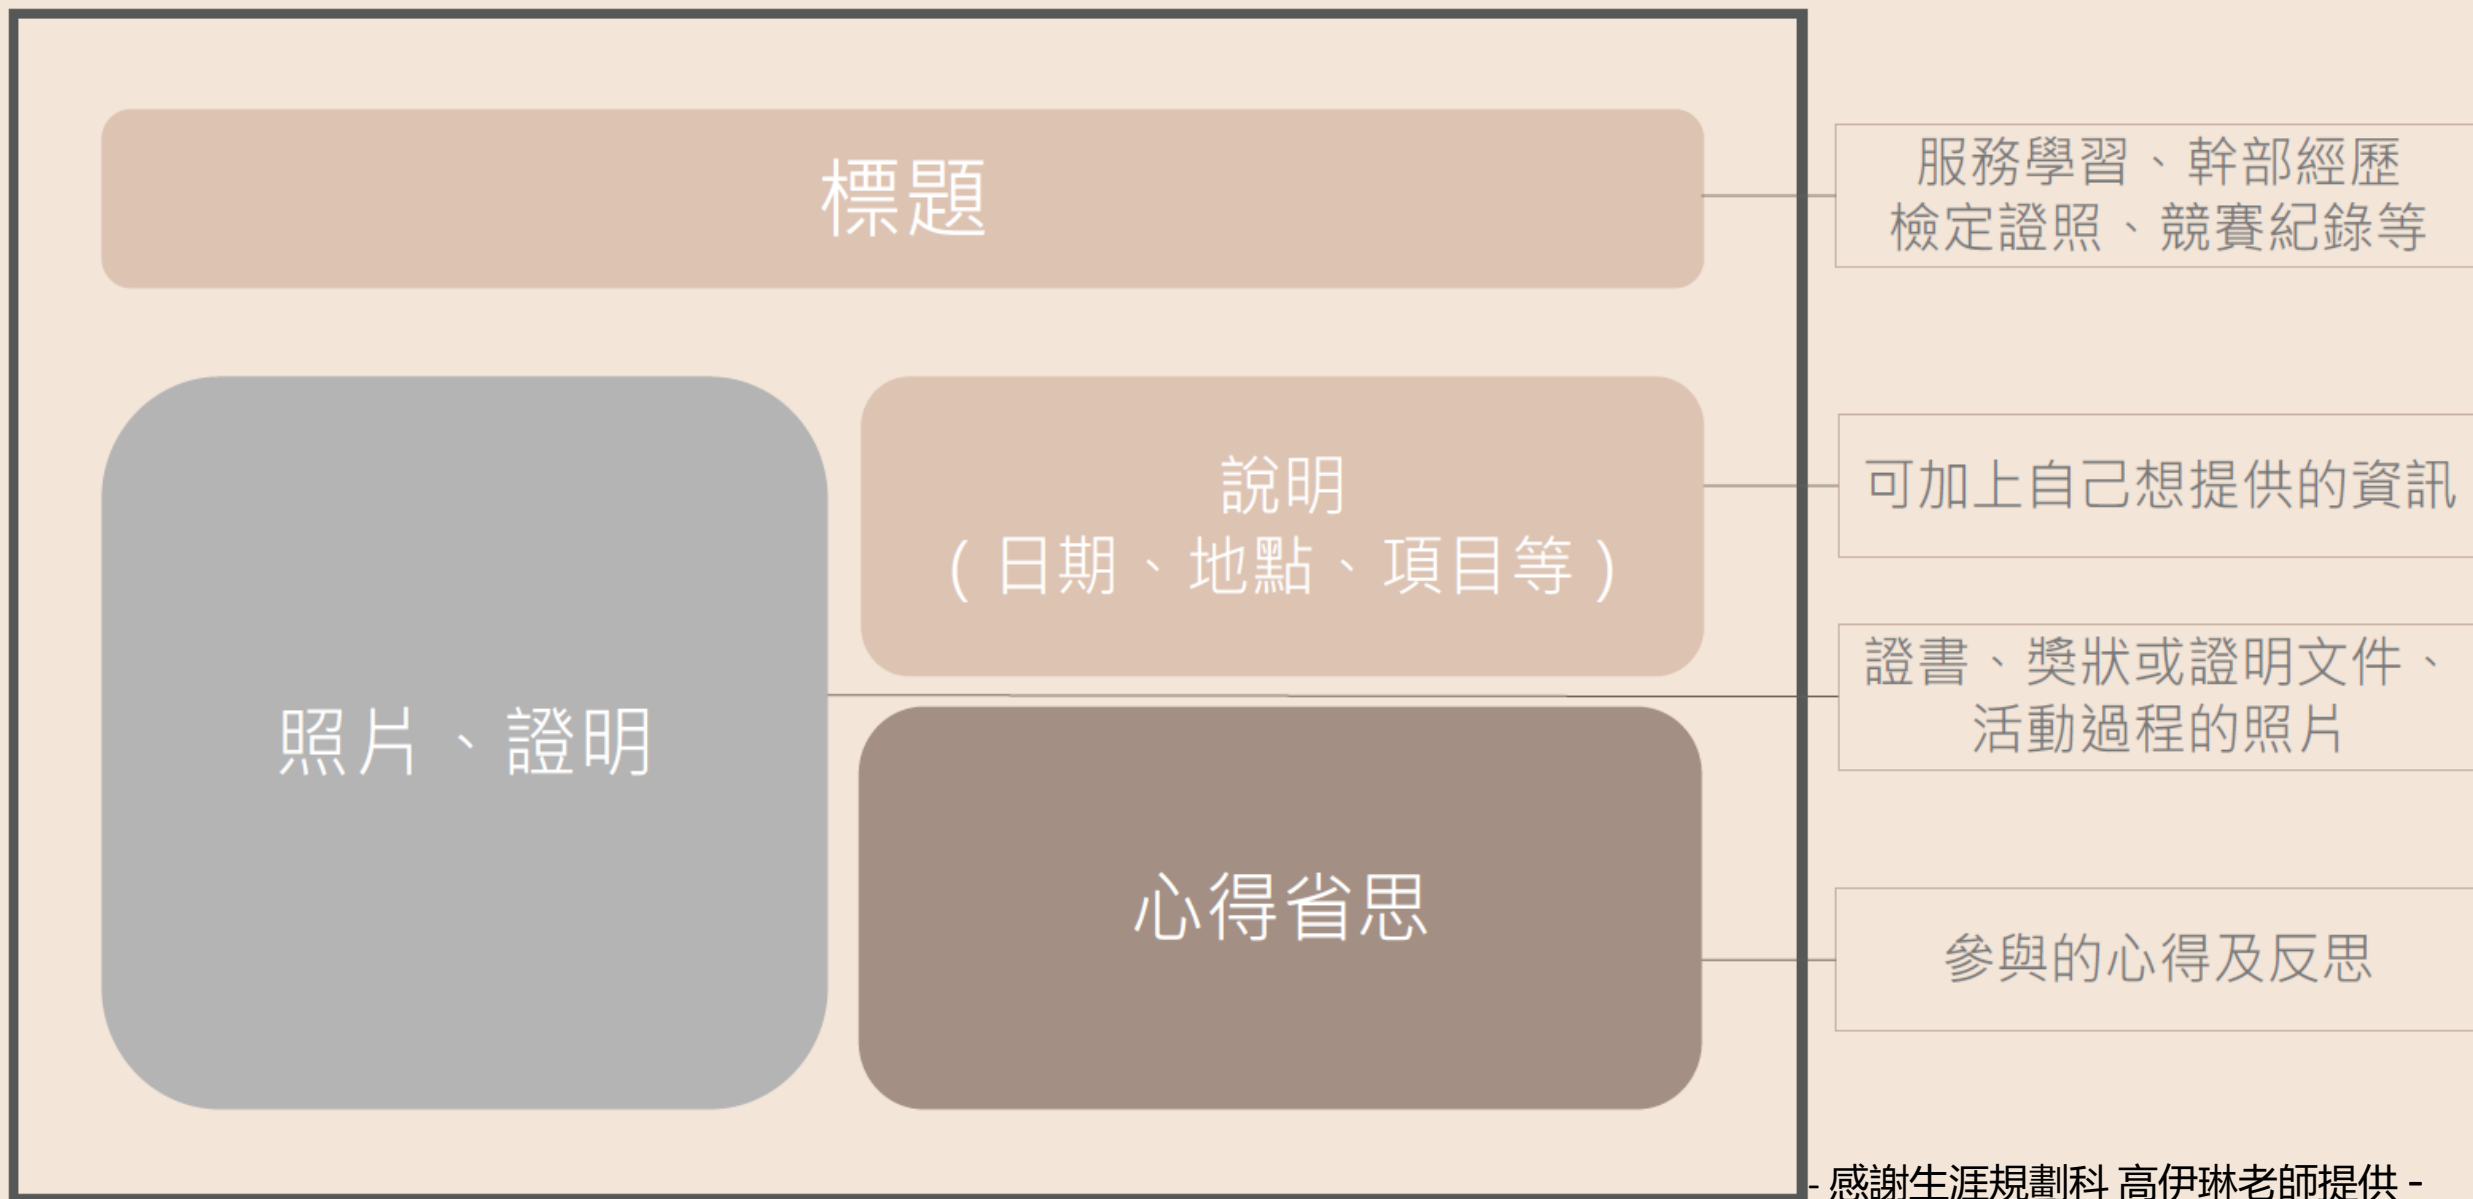 標題
服務學習、幹部經歷
檢定證照、競賽紀錄等
照片、證明
說明
(日期、地點、項目等)
可加上自己想提供的資訊
證書、獎狀或證明文件、
活動過程的照片
心得省思
參與的心得及反思
- 感謝生涯規劃科 高伊琳老師提供 -